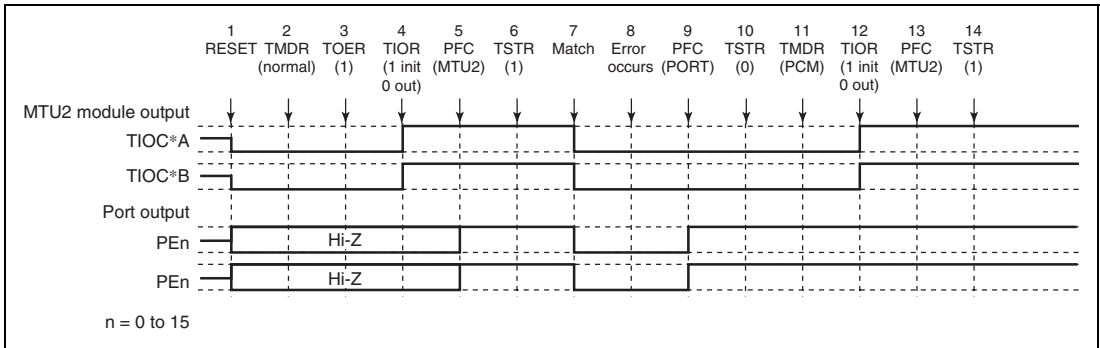 1 2 3 4 5 6 7 8 9 10 11 12 13 14
RESET TMDR TOER TIOR PFC TSTR Match Error PFC TSTR TMDR TIOR PFC TSTR
(normal) (1) (1 init (MTU2) (1) occurs (PORT) (0) (PCM) (1 init (MTU2) (1)
0 out) 0 out)
MTU2 module output
TIOC*A
TIOC*B
Port output
PEn Hi-Z
PEn Hi-Z
n = 0 to 15